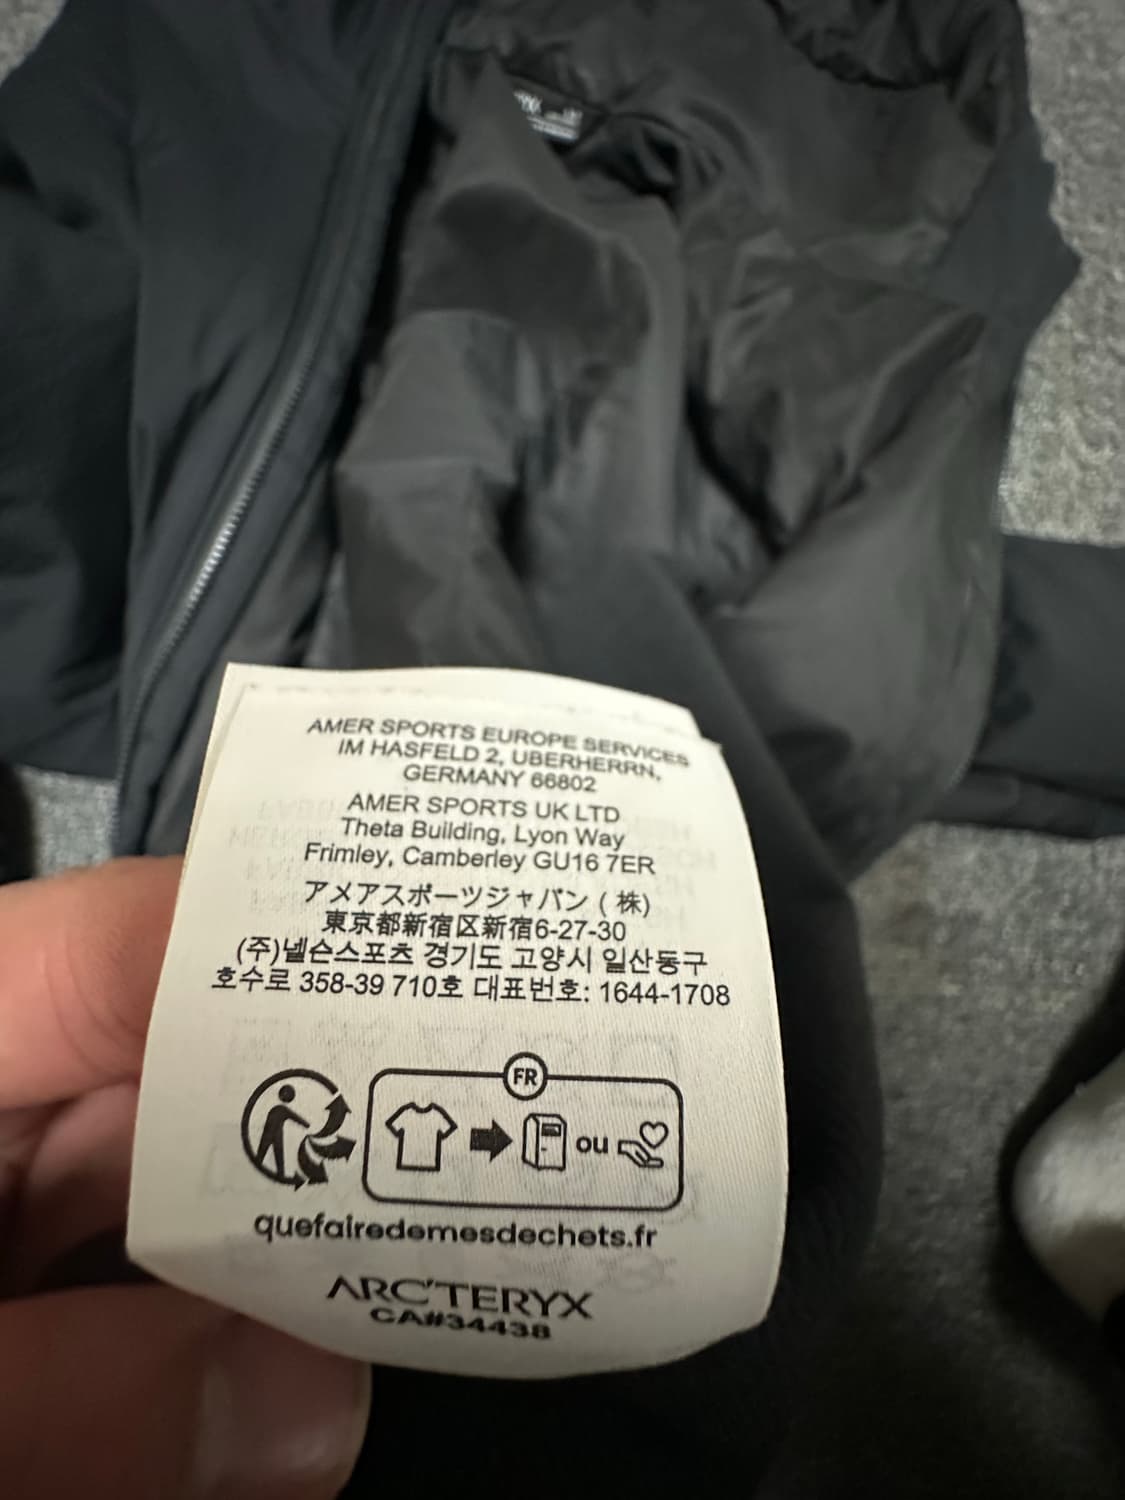 AMER SPORTS EUROPE SERVICES
IM HASFELD 2, UBERHERRN,
GERMANY 66802
AMER SPORTS UK LTD
Theta Building, Lyon Way
Frimley, Camberley GU16 7ER
アメアスポーツジャパン (株)
東京都新宿区新宿6-27-30
(주)넬슨스포츠 경기도 고양시 일산동구
호수로 358-39 710호 대표번호: 1644-1708
FR
ou
quefairedemesdechets.fr
ARC'TERYX
CA#34438